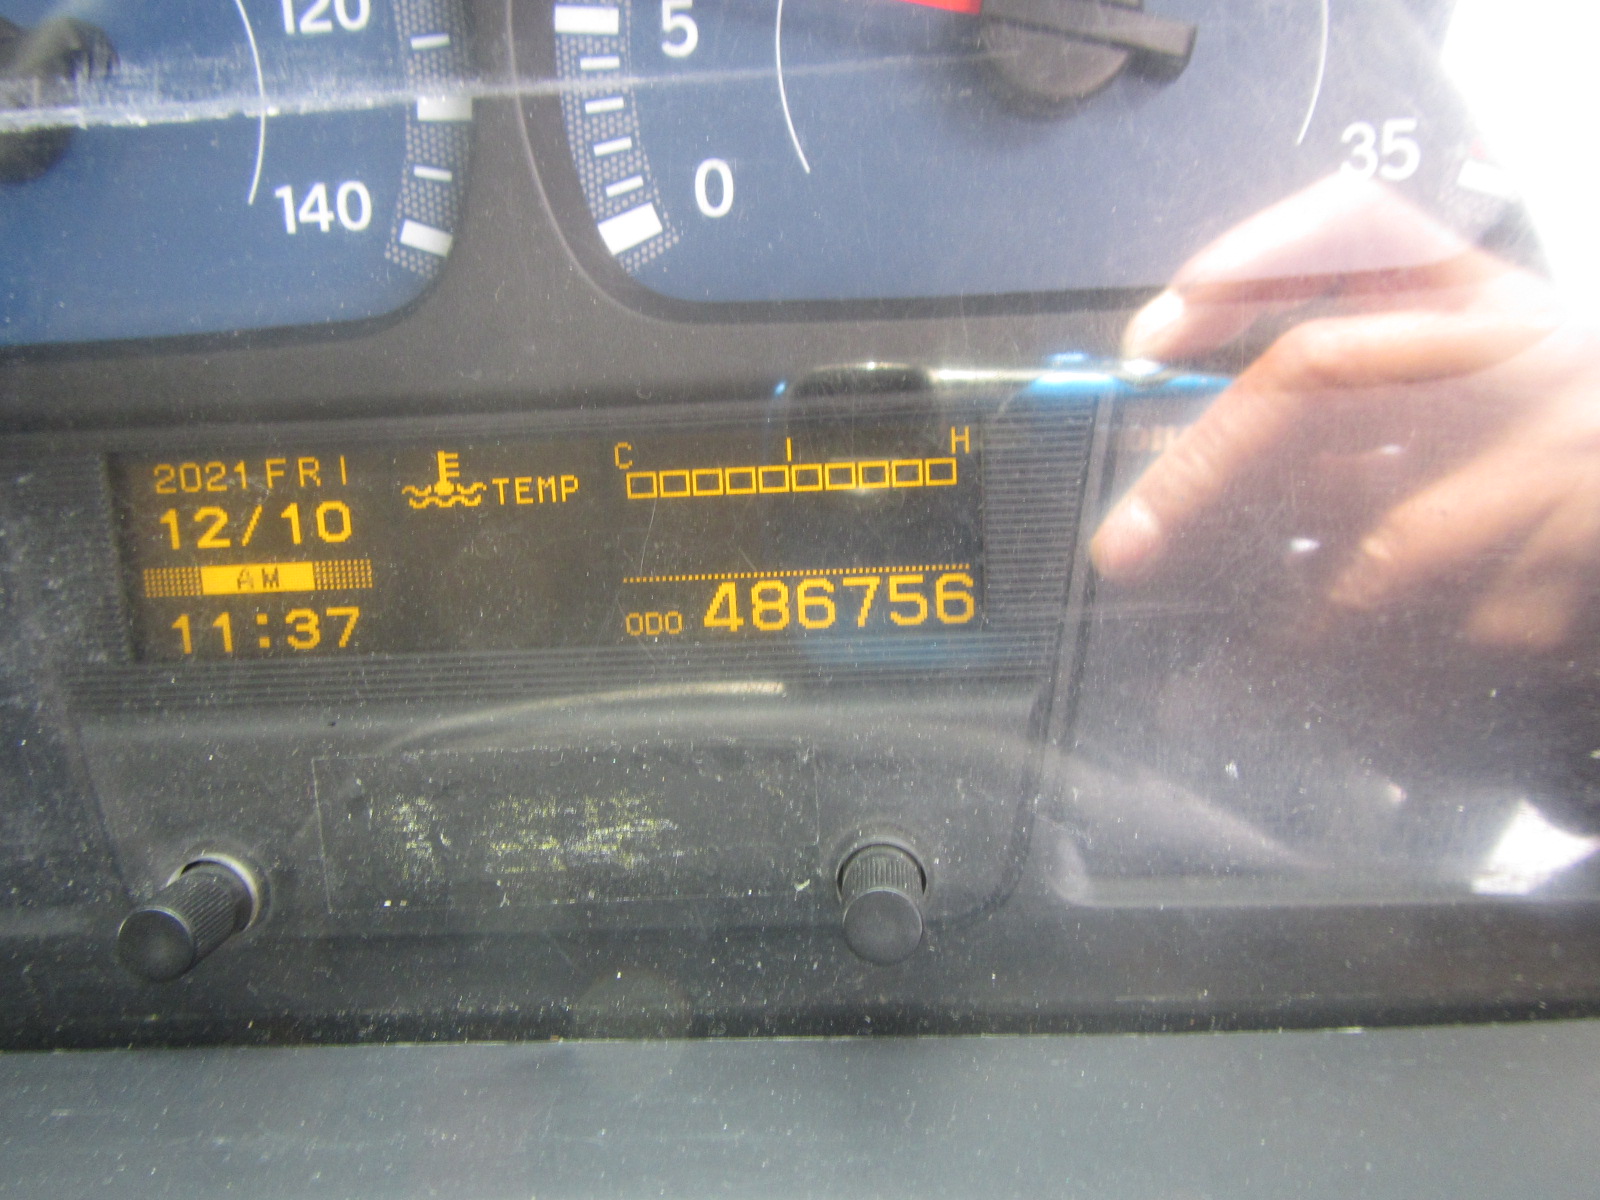 120
140
5
0
35
2021 FRI
12/10
AM
11:37
TEMP
C H
ODO 486756